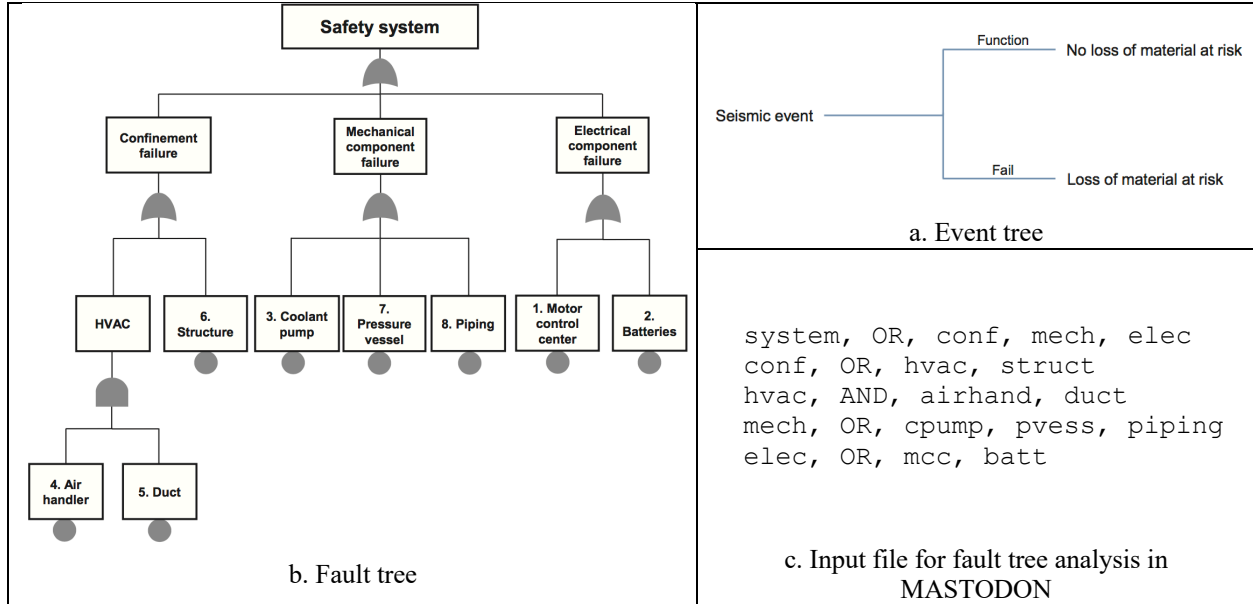 Safety system
Confinement
failure
Mechanical
component
failure
Electrical
component
failure
HVAC
6.
Structure
3. Coolant
pump
7.
Pressure
vessel
8. Piping
1. Motor
control
center
2.
Batteries
4. Air
handler
5. Duct
b. Fault tree
Function
No loss of material at risk
Seismic event
Fail
Loss of material at risk
a. Event tree
system, OR, conf, mech, elec
conf, OR, hvac, struct
hvac, AND, airhand, duct
mech, OR, cpump, pvess, piping
elec, OR, mcc, batt
c. Input file for fault tree analysis in
MASTODON